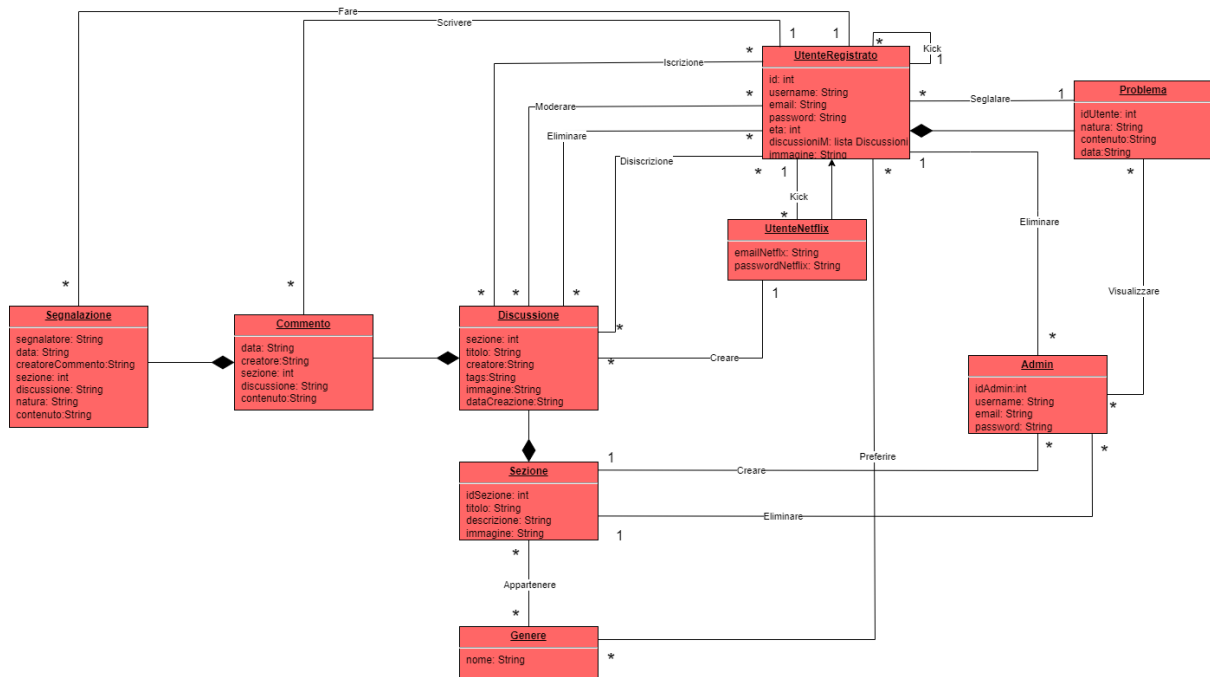 Fare
Scrivere
1
1
*
Kick
1
*
Iscrizione
UtenteRegistrato
id: int
username: String
email: String
password: String
eta: int
discussioniM: lista Discussioni
immagine: String
*
Seglalare
1
Problema
idUtente: int
natura: String
contenuto:String
data:String
*
Moderare
*
Eliminare
Disiscrizione
*
1
Kick
*
*
1
*
UtenteNetflix
emailNetflx: String
passwordNetflix: String
1
Eliminare
Visualizzare
*
*
*
*
*
Segnalazione
segnalatore: String
data: String
creatoreCommento:String
sezione: int
discussione: String
natura: String
contenuto:String
Commento
data: String
creatore:String
sezione: int
discussione: String
contenuto:String
Discussione
sezione: int
titolo: String
creatore:String
tags:String
immagine:String
dataCreazione:String
*
*
Creare
*
Admin
idAdmin:int
username: String
email: String
password: String
*
*
*
1
Creare
Preferire
Sezione
idSezione: int
titolo: String
descrizione: String
immagine: String
Eliminare
1
*
Appartenere
*
Genere
nome: String
*